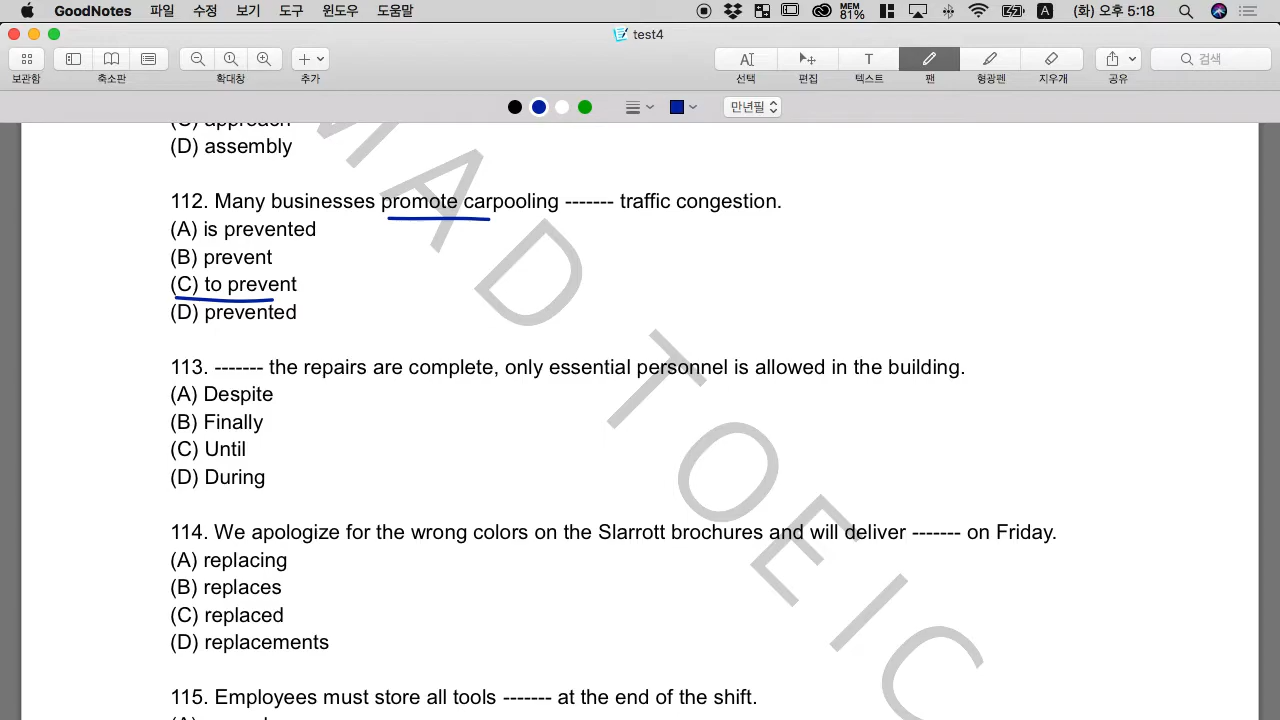 GoodNotes 파일 수정 보기 도구 윈도우 도움말 MEM 81% A (화) 오후 5:18
test4
보관함 축소판 확대창 추가 선택 편집 텍스트 펜 형광펜 지우개 공유 검색
만년필
(C) approach
(D) assembly
112. Many businesses promote carpooling ------- traffic congestion.
(A) is prevented
(B) prevent
(C) to prevent
(D) prevented
113. ------- the repairs are complete, only essential personnel is allowed in the building.
(A) Despite
(B) Finally
(C) Until
(D) During
114. We apologize for the wrong colors on the Slarrott brochures and will deliver ------- on Friday.
(A) replacing
(B) replaces
(C) replaced
(D) replacements
115. Employees must store all tools ------- at the end of the shift.
MAD TOEIC